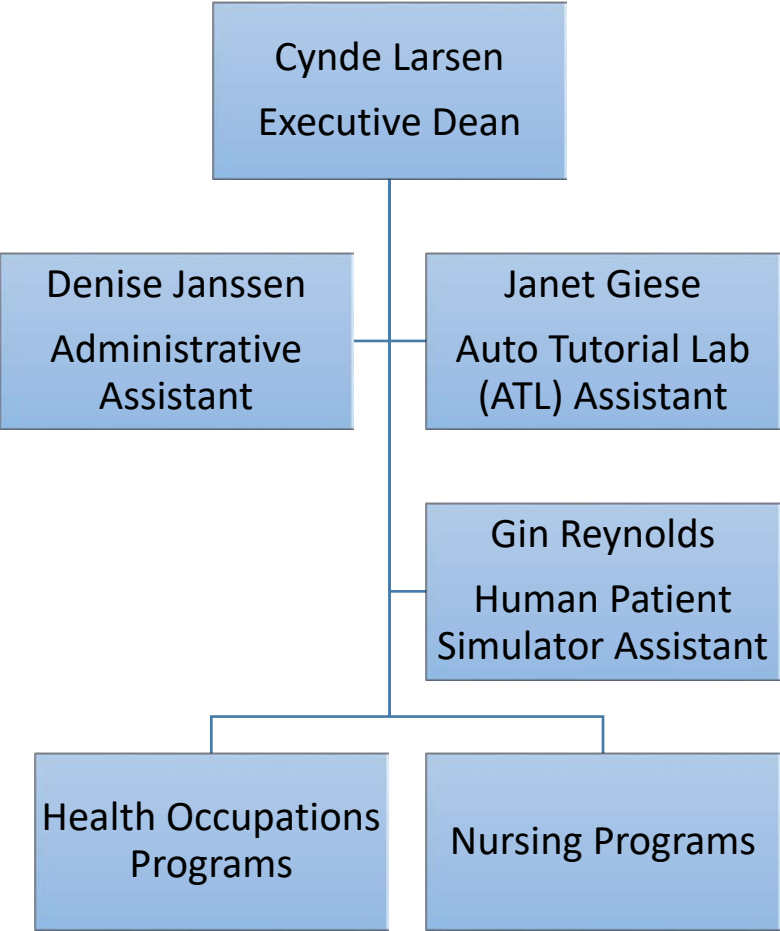 Cynde Larsen
Executive Dean
Denise Janssen
Administrative
Assistant
Janet Giese
Auto Tutorial Lab
(ATL) Assistant
Gin Reynolds
Human Patient
Simulator Assistant
Health Occupations
Programs
Nursing Programs